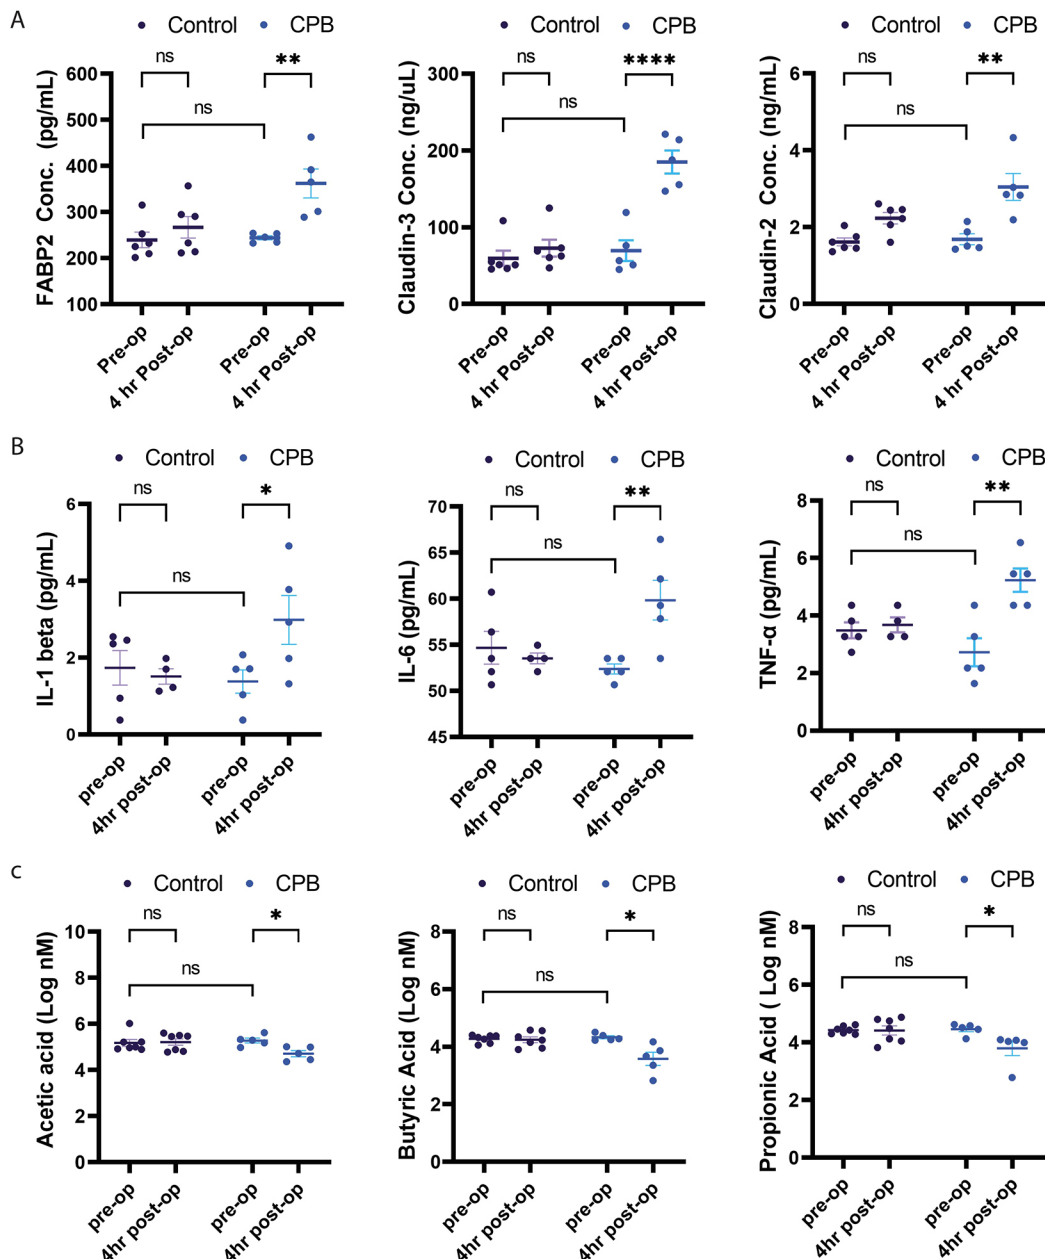 A
Control CPB
ns **
ns
FABP2 Conc. (pg/mL)
600
500
400
300
200
100
Pre-op
4 hr Post-op
Pre-op
4 hr Post-op
Control CPB
ns ****
ns
Claudin-3 Conc. (ng/uL)
300
200
100
0
Pre-op
4 hr Post-op
Pre-op
4 hr Post-op
Control CPB
ns **
ns
Claudin-2 Conc. (ng/mL)
6
4
2
0
Pre-op
4 hr Post-op
Pre-op
4 hr Post-op
B
Control CPB
ns *
ns
IL-1 beta (pg/mL)
6
4
2
0
pre-op
4hr post-op
pre-op
4hr post-op
Control CPB
ns **
ns
IL-6 (pg/mL)
70
65
60
55
50
45
pre-op
4hr post-op
pre-op
4hr post-op
Control CPB
ns **
ns
TNF-α (pg/mL)
8
6
4
2
0
pre-op
4hr post-op
pre-op
4hr post-op
c
Control CPB
ns *
ns
Acetic acid (Log nM)
10
8
6
4
2
0
pre-op
4hr post-op
pre-op
4hr post-op
Control CPB
ns *
ns
Butyric Acid (Log nM)
8
6
4
2
0
pre-op
4hr post-op
pre-op
4hr post-op
Control CPB
ns *
ns
Propionic Acid ( Log nM)
8
6
4
2
0
pre-op
4hr post-op
pre-op
4hr post-op